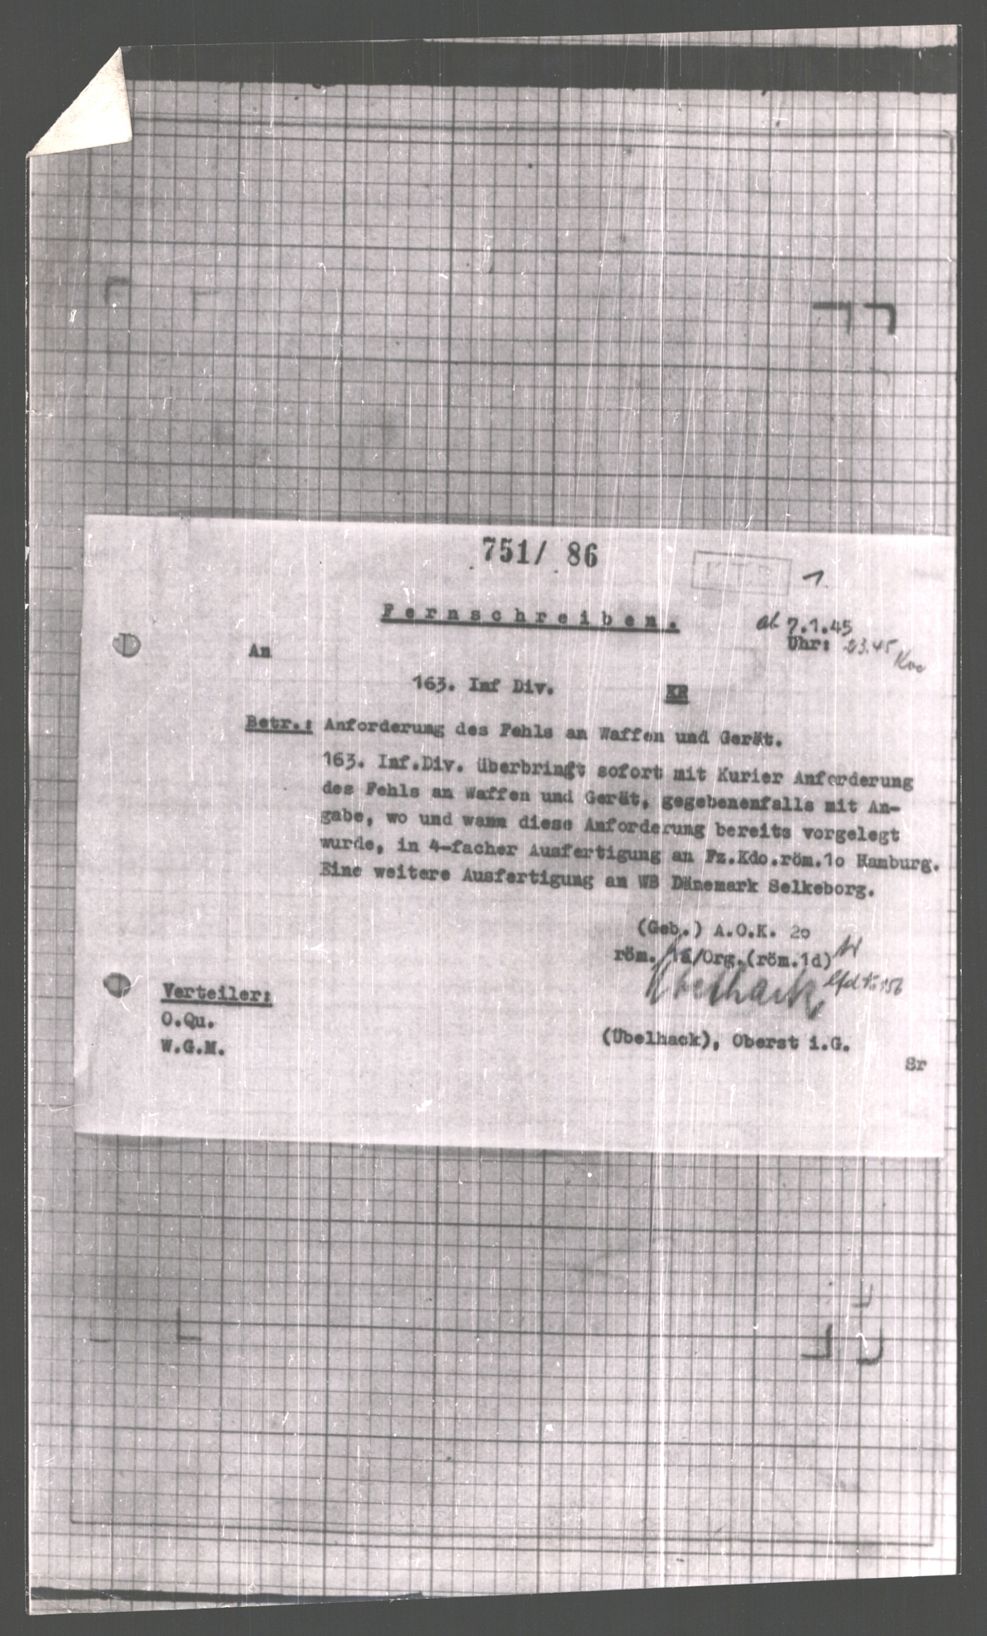 751/ 86
K.T.B. 1.
Fernschreiben.
ab 7.1.45
Uhr: 23.45
An
163. Inf Div. KR
Betr.: Anforderung des Fehls an Waffen und Gerät.
163. Inf.Div. überbringt sofort mit Kurier Anforderung
des Fehls an Waffen und Gerät, gegebenenfalls mit An-
gabe, wo und wann diese Anforderung bereits vorgelegt
wurde, in 4-facher Ausfertigung an Fz.Kdo.röm.1o Hamburg.
Eine weitere Ausfertigung an WB Dänemark Selkeborg.
(Geh.) A.O.K. 2o
röm. 1a/Org.(röm.1d)
Übelhack
Verteiler:
O.Qu.
W.G.M.
(Übelhack), Oberst i.G.
Sr